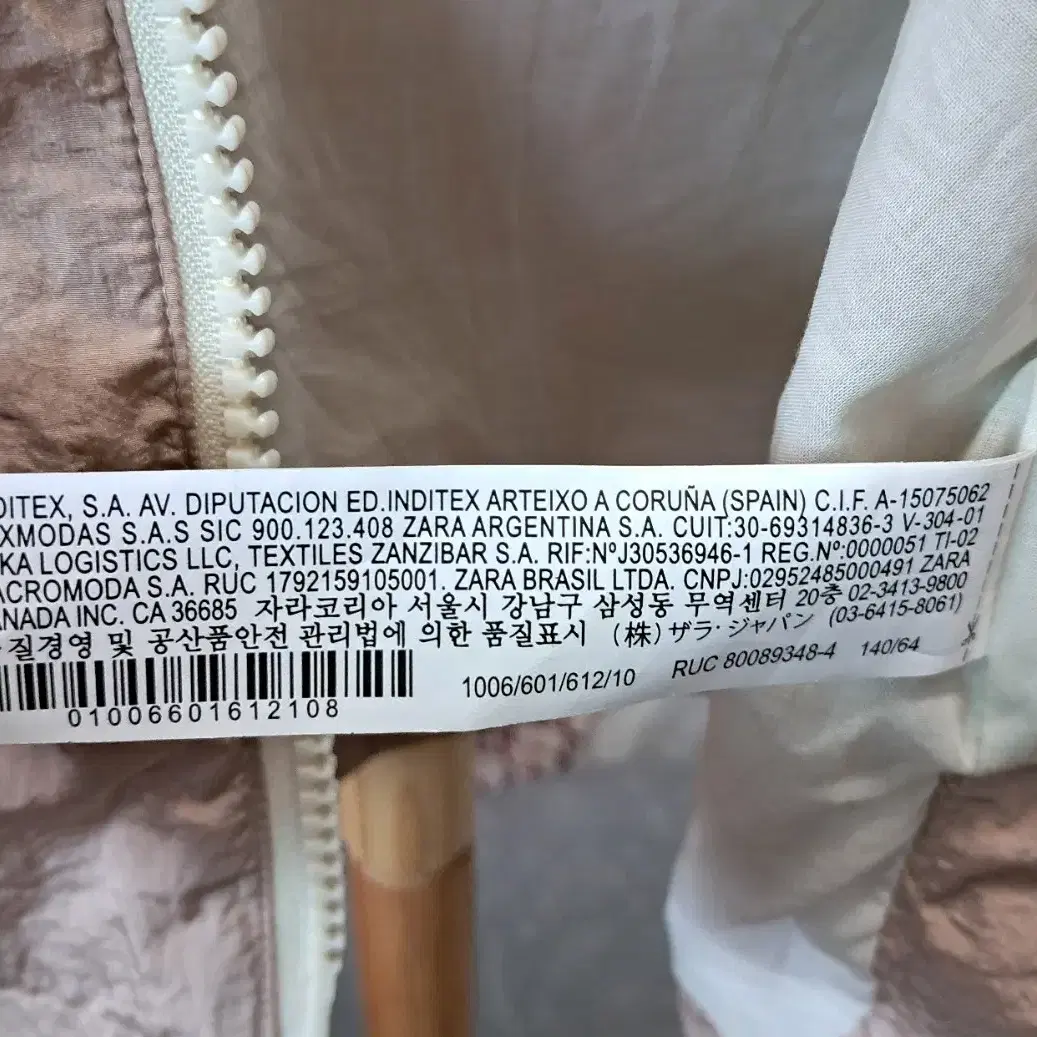 DITEX, S.A. AV. DIPUTACION ED.INDITEX ARTEIXO A CORUÑA (SPAIN) C.I.F. A-15075062
EXMODAS S.A.S SIC 900.123.408 ZARA ARGENTINA S.A. CUIT:30-69314836-3 V-304-01
KA LOGISTICS LLC, TEXTILES ZANZIBAR S.A. RIF:NºJ30536946-1 REG.Nº:0000051 TI-02
ACROMODA S.A. RUC 1792159105001. ZARA BRASIL LTDA. CNPJ:02952485000491 ZARA
ANADA INC. CA 36685 자라코리아 서울시 강남구 삼성동 무역센터 20층 02-3413-9800
질경영 및 공산품안전 관리법에 의한 품질표시 (株)ザラ・ジャパン (03-6415-8061)
1006/601/612/10 RUC 80089348-4 140/64
01006601612108